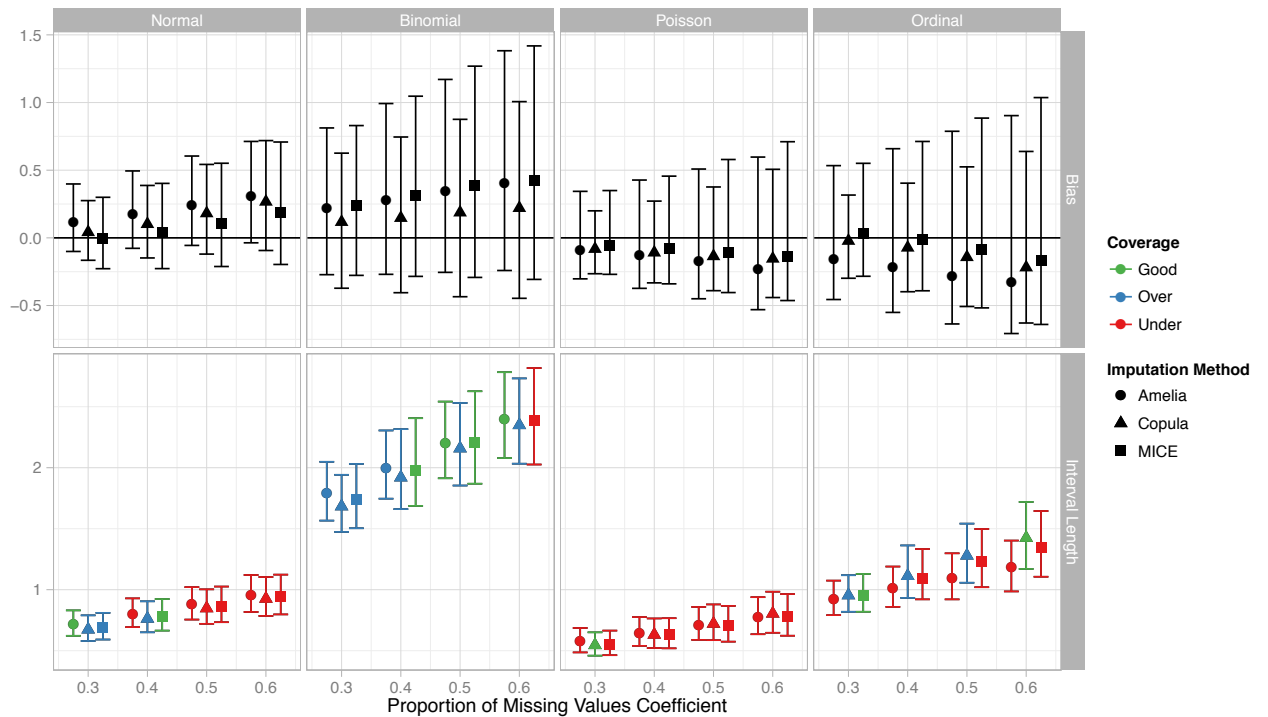 Normal Binomial Poisson Ordinal
1.5
1.0
0.5
0.0
−0.5
Bias
2
1
Interval Length
0.3 0.4 0.5 0.6 0.3 0.4 0.5 0.6 0.3 0.4 0.5 0.6 0.3 0.4 0.5 0.6
Proportion of Missing Values Coefficient
Coverage
Good
Over
Under
Imputation Method
Amelia
Copula
MICE